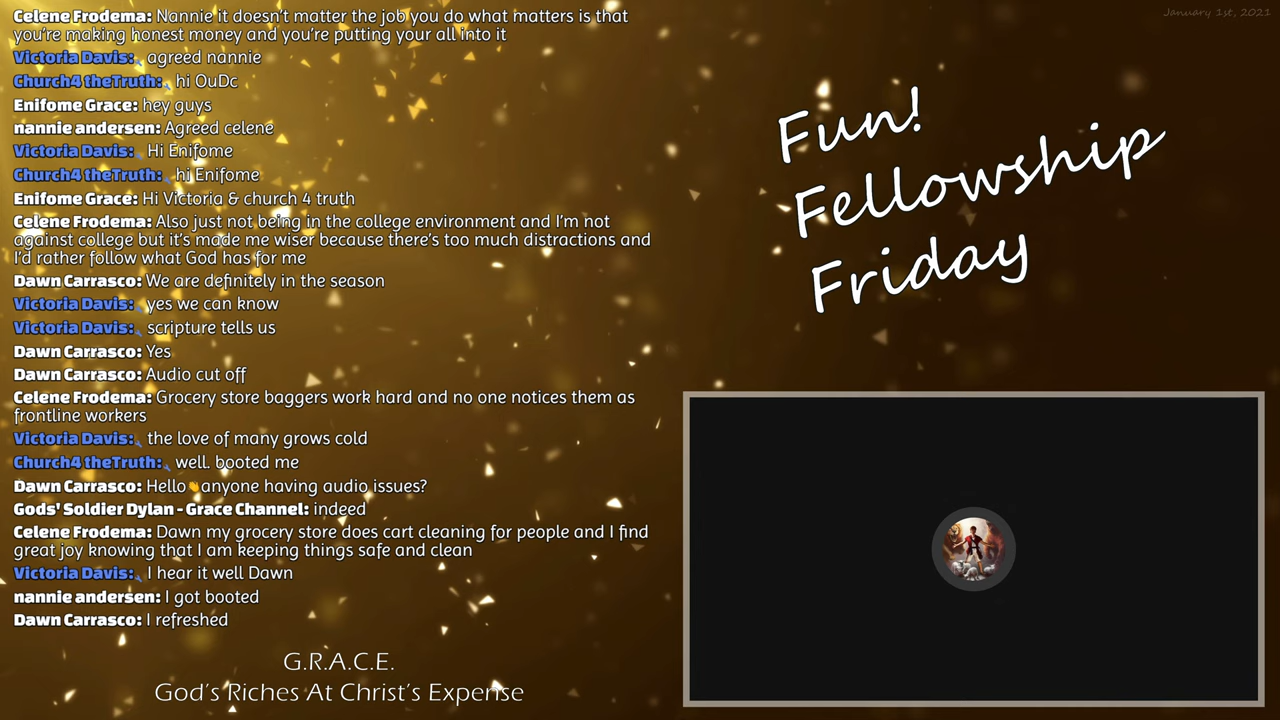 Celene Frodema: Nannie it doesn't matter the job you do what matters is that
you're making honest money and you're putting your all into it
Victoria Davis: agreed nannie
Church4 theTruth: hi OuDc
Enifome Grace: hey guys
nannie andersen: Agreed celene
Victoria Davis: Hi Enifome
Church4 theTruth: hi Enifome
Enifome Grace: Hi Victoria & church 4 truth
Celene Frodema: Also just not being in the college environment and I'm not
against college but it's made me wiser because there's too much distractions and
I'd rather follow what God has for me
Dawn Carrasco: We are definitely in the season
Victoria Davis: yes we can know
Victoria Davis: scripture tells us
Dawn Carrasco: Yes
Dawn Carrasco: Audio cut off
Celene Frodema: Grocery store baggers work hard and no one notices them as
frontline workers
Victoria Davis: the love of many grows cold
Church4 theTruth: well. booted me
Dawn Carrasco: Hello 👋 anyone having audio issues?
Gods' Soldier Dylan - Grace Channel: indeed
Celene Frodema: Dawn my grocery store does cart cleaning for people and I find
great joy knowing that I am keeping things safe and clean
Victoria Davis: I hear it well Dawn
nannie andersen: I got booted
Dawn Carrasco: I refreshed
G.R.A.C.E.
God's Riches At Christ's Expense
January 1st, 2021
Fun!
Fellowship
Friday